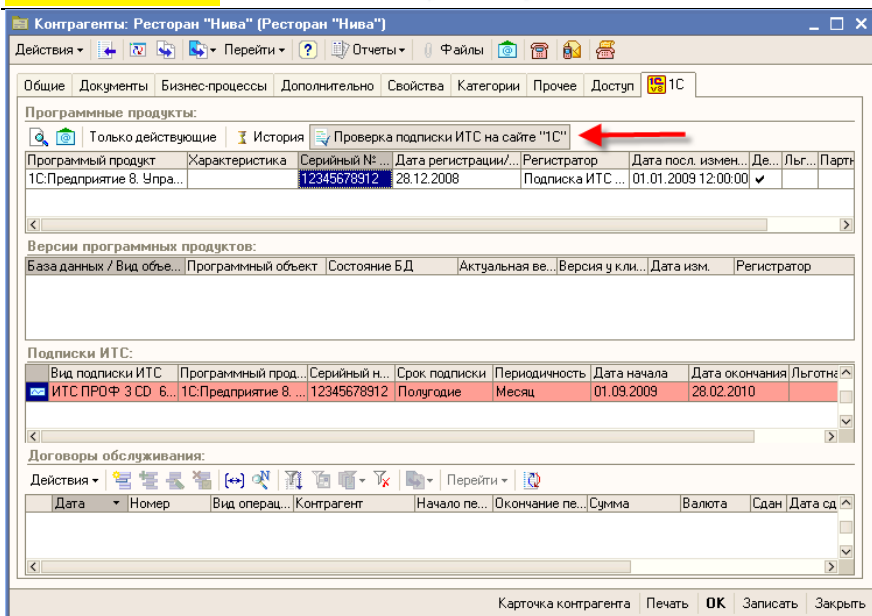 Контрагенты: Ресторан "Нива" (Ресторан "Нива")
Действия Перейти ? Отчеты Файлы
Общие Документы Бизнес-процессы Дополнительно Свойства Категории Прочее Доступ 1С
Программные продукты:
Только действующие История Проверка подписки ИТС на сайте "1С"
Программый продукт Характеристика Серийный № ... Дата регистрации/... Регистратор Дата посл. измен... Де... Льг... Партн
1С:Предприятие 8. Упра... 12345678912 28.12.2008 Подписка ИТС ... 01.01.2009 12:00:00
Версии программных продуктов:
База данных / Вид объе... Программный объект Состояние БД Актуальная ве... Версия у кли... Дата изм. Регистратор
Подписки ИТС:
Вид подписки ИТС Программный прод... Серийный н... Срок подписки Периодичность Дата начала Дата окончания Льготна
ИТС ПРОФ 3 CD 6... 1С:Предприятие 8. ... 12345678912 Полугодие Месяц 01.09.2009 28.02.2010
Договоры обслуживания:
Действия Перейти
Дата Номер Вид операц... Контрагент Начало пе... Окончание пе... Сумма Валюта Сдан Дата сд
Карточка контрагента Печать OK Записать Закрыть